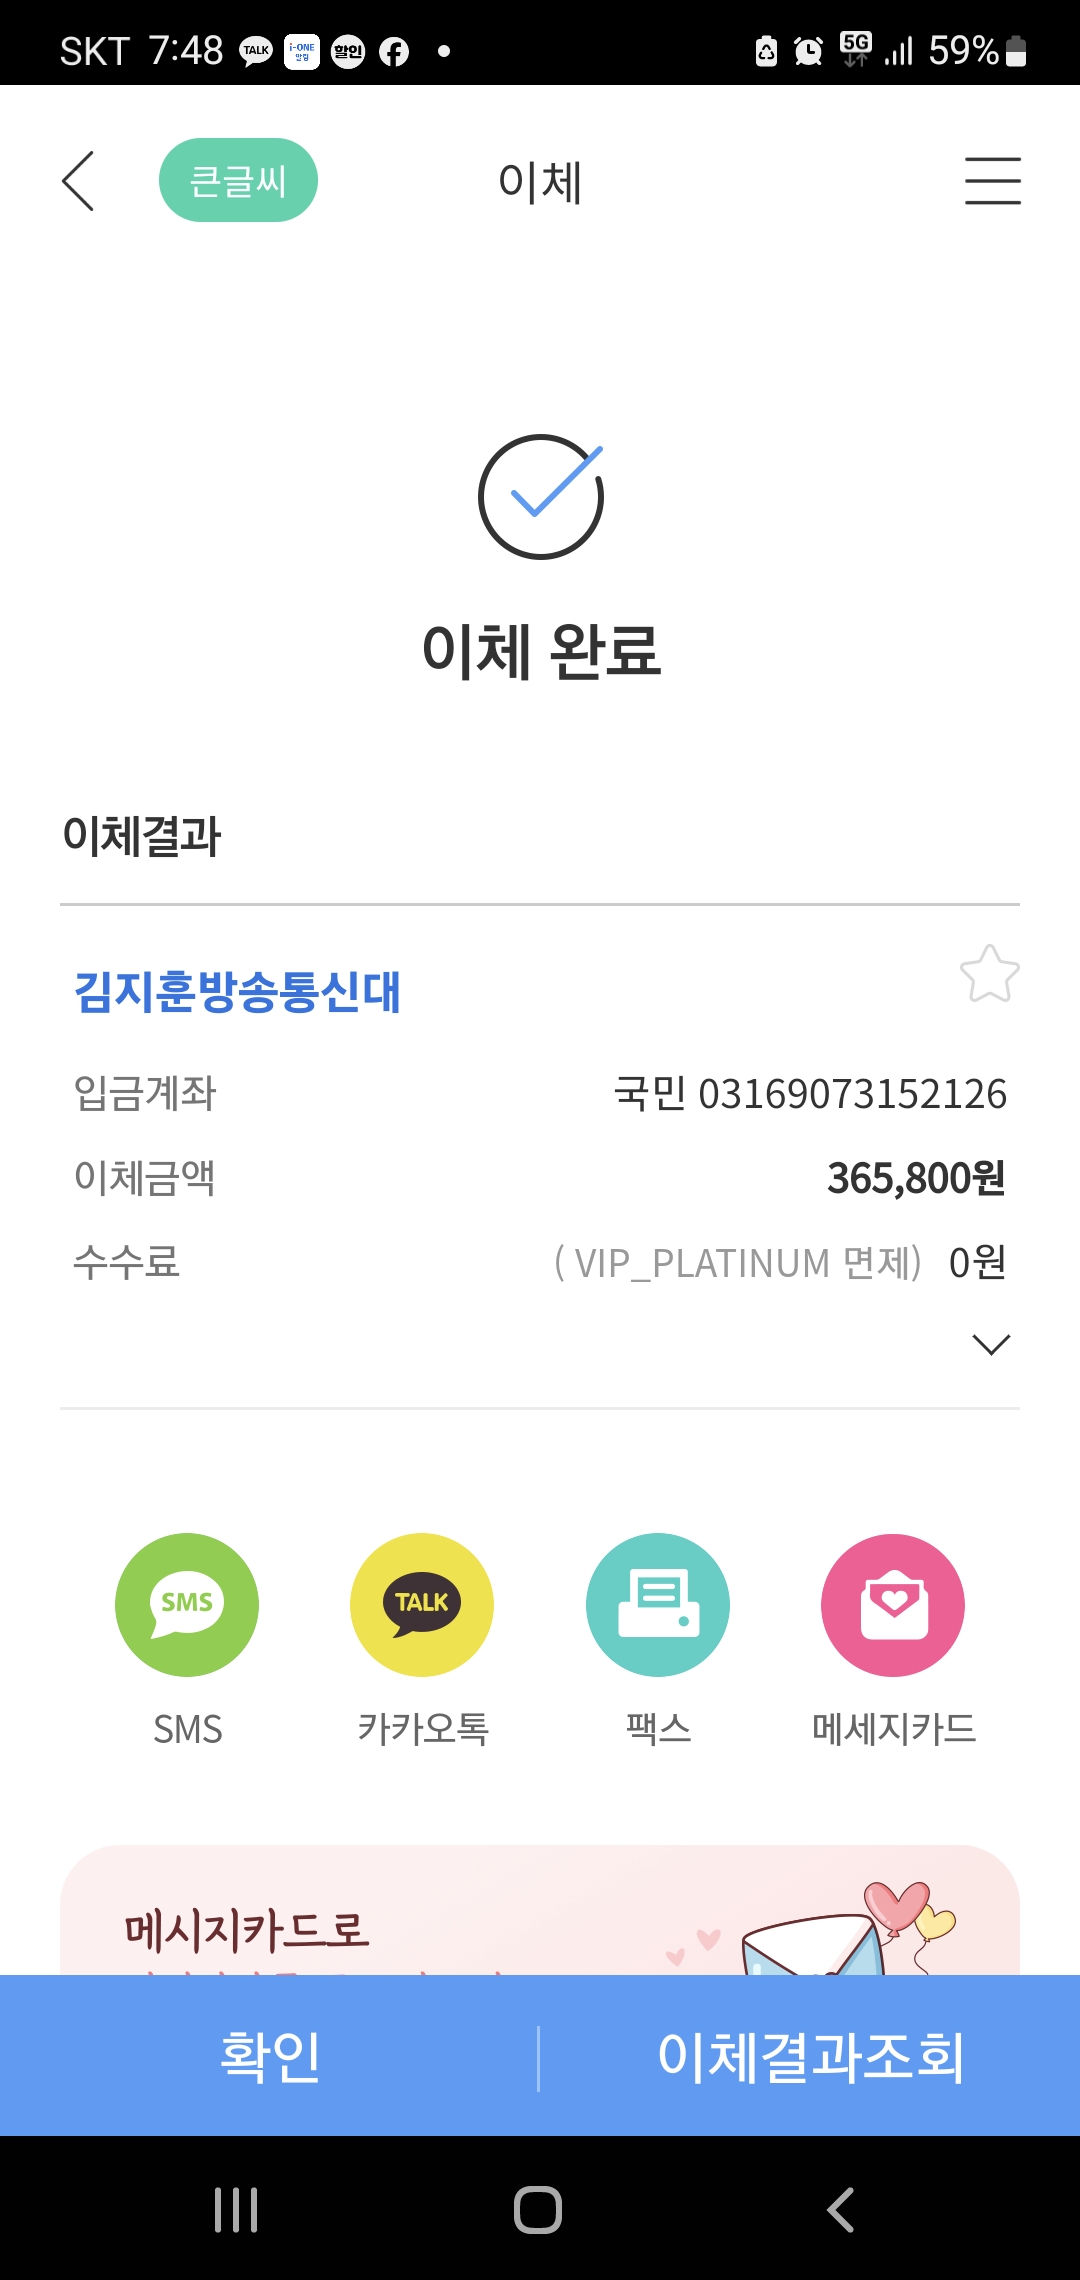 SKT 7:48 TALK i-ONE 알림 할인 5G 59%
큰글씨 이체
이체 완료
이체결과
김지훈방송통신대
입금계좌 국민 03169073152126
이체금액 365,800원
수수료 ( VIP_PLATINUM 면제) 0원
SMS TALK
SMS 카카오톡 팩스 메세지카드
메시지카드로
확인 이체결과조회